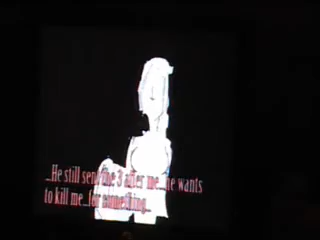 ...He still sent the 3 after me...he wants
to kill me..for something...